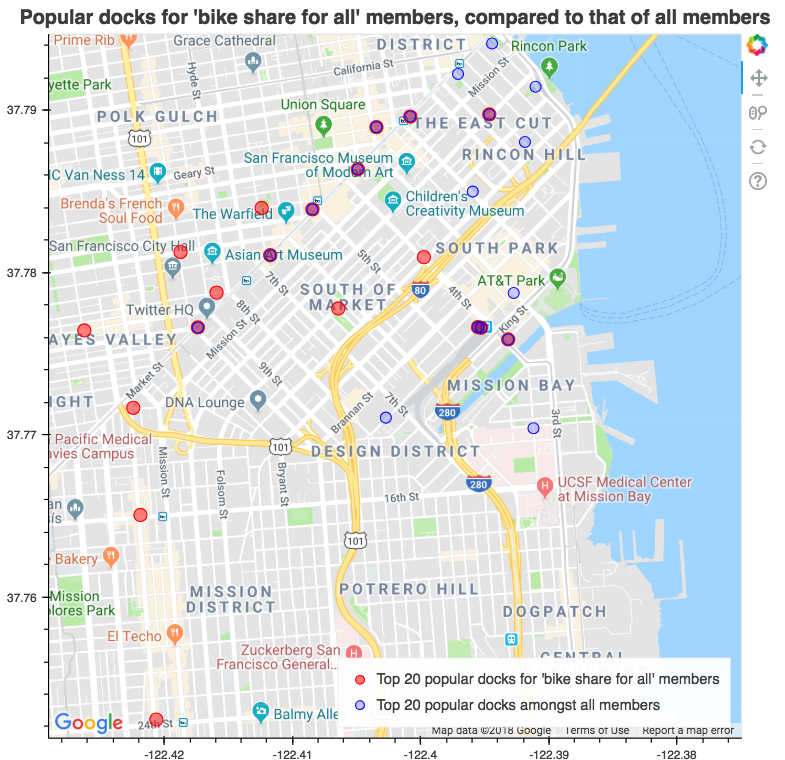 Popular docks for 'bike share for all' members, compared to that of all members
Prime Rib
Grace Cathedral
DISTRICT
Rincon Park
California St
Mission St
yette Park
Hyde St
37.79
POLK GULCH
Union Square
THE EAST CUT
101
RINCON HILL
San Francisco Museum
of Modern Art
C Van Ness 14
Geary St
Brenda's French
Soul Food
The Warfield
Children's
Creativity Museum
San Francisco City Hall
Asian Art Museum
5th St
SOUTH PARK
37.78
7th St
SOUTH OF
MARKET
80
4th St
AT&T Park
Twitter HQ
8th St
King St
AYES VALLEY
Mission St
Market St
9th St
MISSION BAY
IGHT
DNA Lounge
Brannan St
7th St
280
3rd St
37.77
Pacific Medical
avies Campus
101
DESIGN DISTRICT
Mission St
Folsom St
Bryant St
280
UCSF Medical Center
at Mission Bay
16th St
an
sís
101
Bakery
37.76
Mission
olores Park
MISSION
DISTRICT
POTRERO HILL
DOGPATCH
El Techo
Zuckerberg San
Francisco General...
CENTRAL
Top 20 popular docks for 'bike share for all' members
Top 20 popular docks amongst all members
24th St
Balmy Alle
Google
Map data ©2018 Google
Terms of Use
Report a map error
-122.42
-122.41
-122.4
-122.39
-122.38